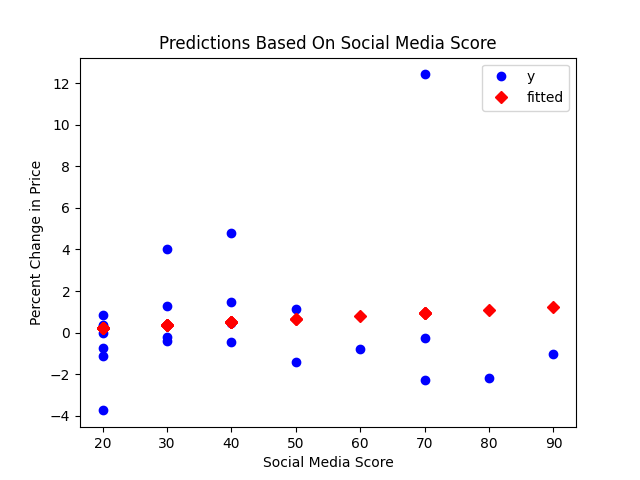 Predictions Based On Social Media Score
y
fitted
Percent Change in Price
12
10
8
6
4
2
0
−2
−4
20 30 40 50 60 70 80 90
Social Media Score